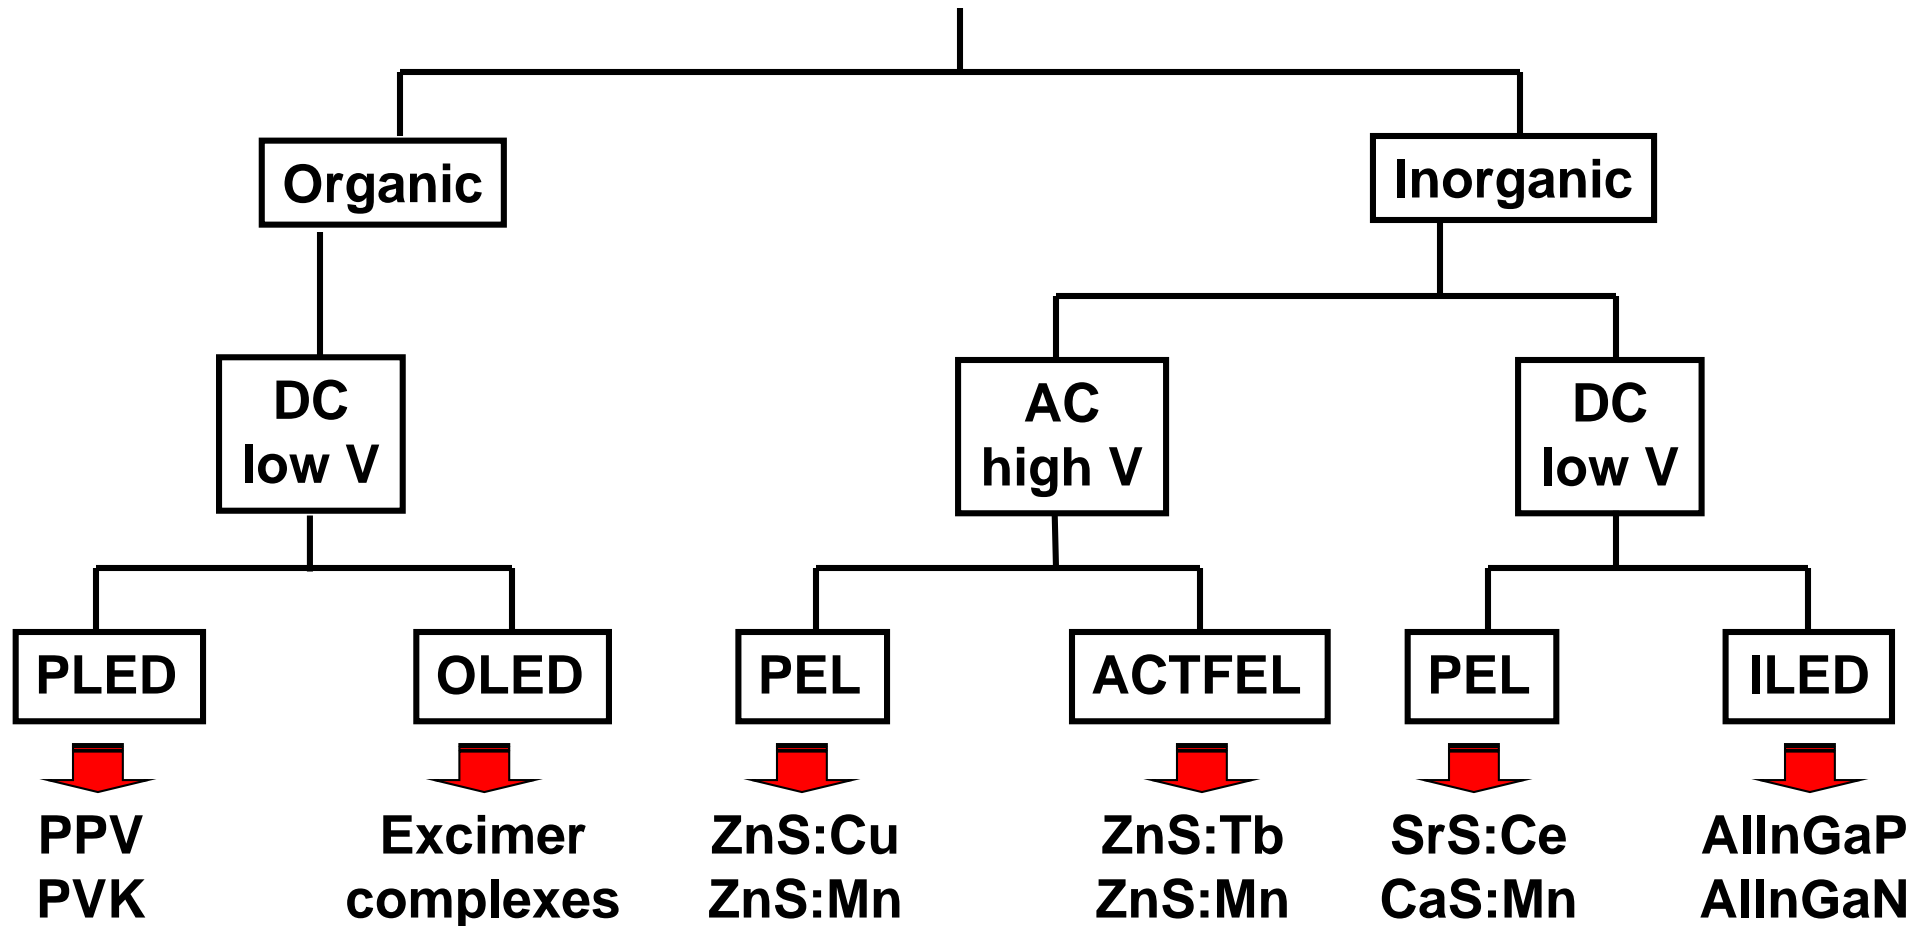 Organic
Inorganic
DC
low V
AC
high V
DC
low V
PLED
OLED
PEL
ACTFEL
PEL
ILED
PPV
PVK
Excimer
complexes
ZnS:Cu
ZnS:Mn
ZnS:Tb
ZnS:Mn
SrS:Ce
CaS:Mn
AlInGaP
AlInGaN